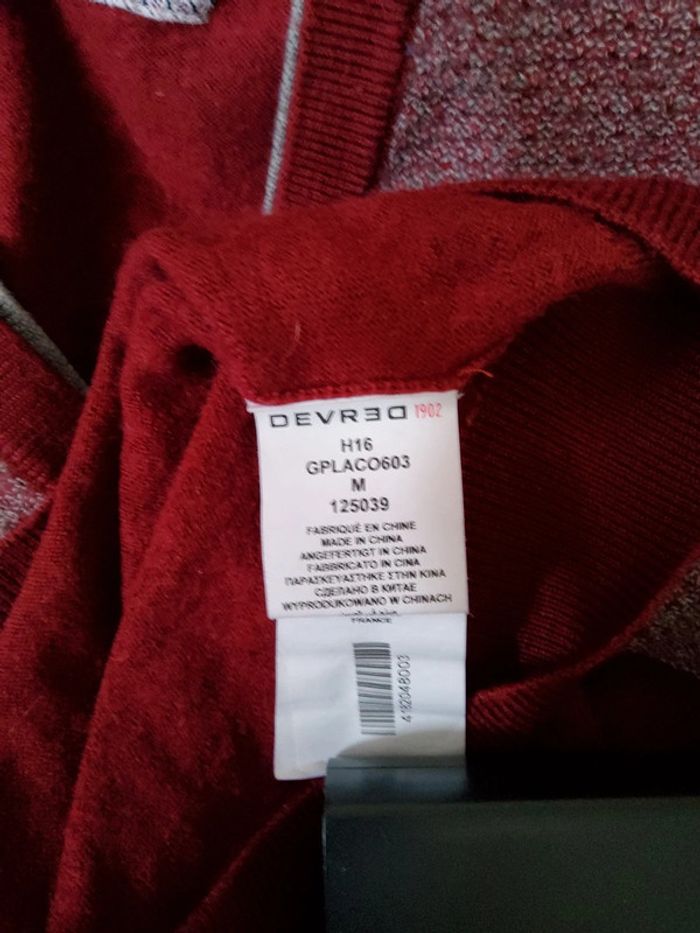 DEVRED 1902
H16
GPLACO603
M
125039
FABRIQUÉ EN CHINE
MADE IN CHINA
ANGEFERTIGT IN CHINA
FABBRICATO IN CINA
ΠΑΡΑΣΚΕΥΑΣΤΗΚΕ ΣΤΗΝ ΚΙΝΑ
СДЕЛАНО В КИТАЕ
WYPRODUKOWANO W CHINACH
FRANCE
4182048003